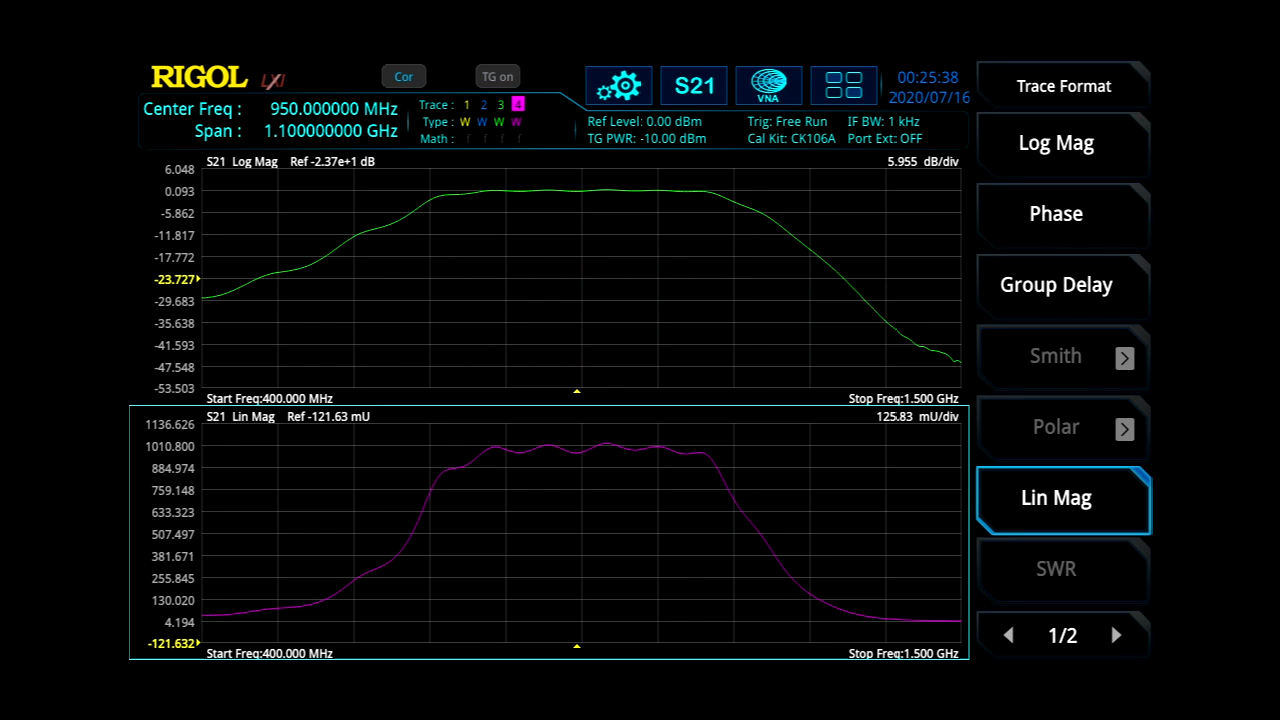 RIGOL LXI
Cor
TG on
S21
VNA
00:25:38
2020/07/16
Center Freq : 950.000000 MHz
Span : 1.100000000 GHz
Trace : 1 2 3 4
Type : W W W W
Math : f f f f
Ref Level: 0.00 dBm
TG PWR: -10.00 dBm
Trig: Free Run
Cal Kit: CK106A
IF BW: 1 kHz
Port Ext: OFF
S21 Log Mag Ref -2.37e+1 dB
5.955 dB/div
6.048
0.093
-5.862
-11.817
-17.772
-23.727
-29.683
-35.638
-41.593
-47.548
-53.503
Start Freq:400.000 MHz
Stop Freq:1.500 GHz
S21 Lin Mag Ref -121.63 mU
125.83 mU/div
1136.626
1010.800
884.974
759.148
633.323
507.497
381.671
255.845
130.020
4.194
-121.632
Start Freq:400.000 MHz
Stop Freq:1.500 GHz
Trace Format
Log Mag
Phase
Group Delay
Smith
Polar
Lin Mag
SWR
1/2